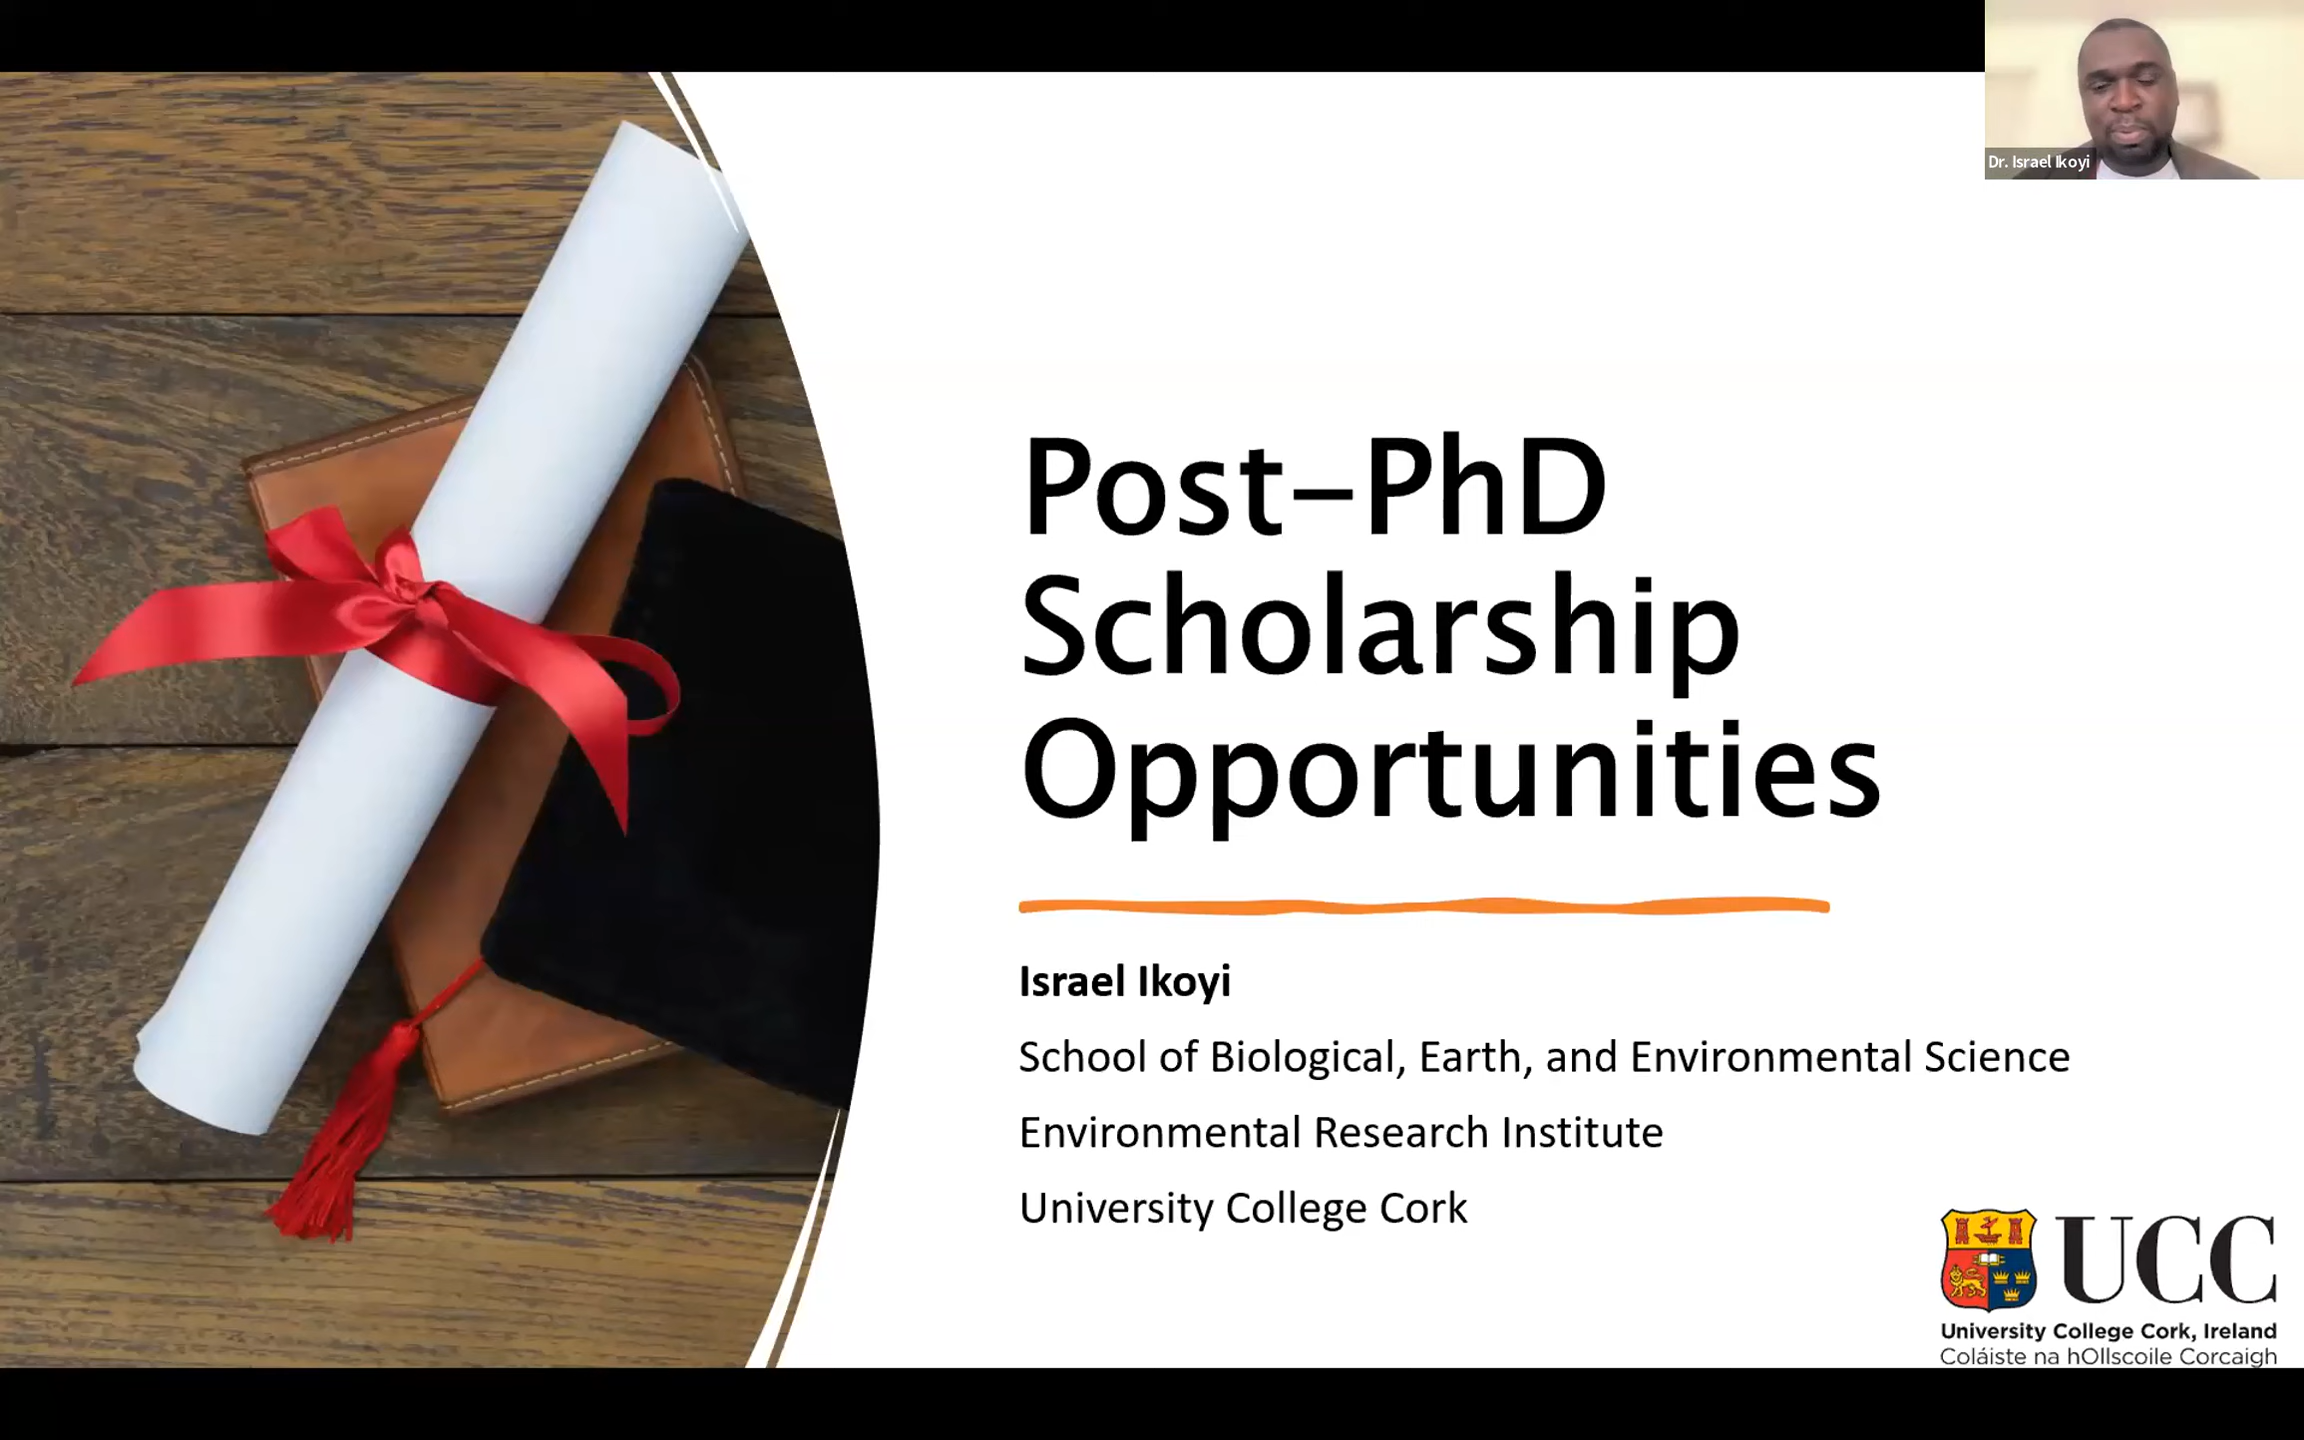 Dr. Israel Ikoyi
Post-PhD
Scholarship
Opportunities
Israel Ikoyi
School of Biological, Earth, and Environmental Science
Environmental Research Institute
University College Cork
UCC
University College Cork, Ireland
Coláiste na hOllscoile Corcaigh